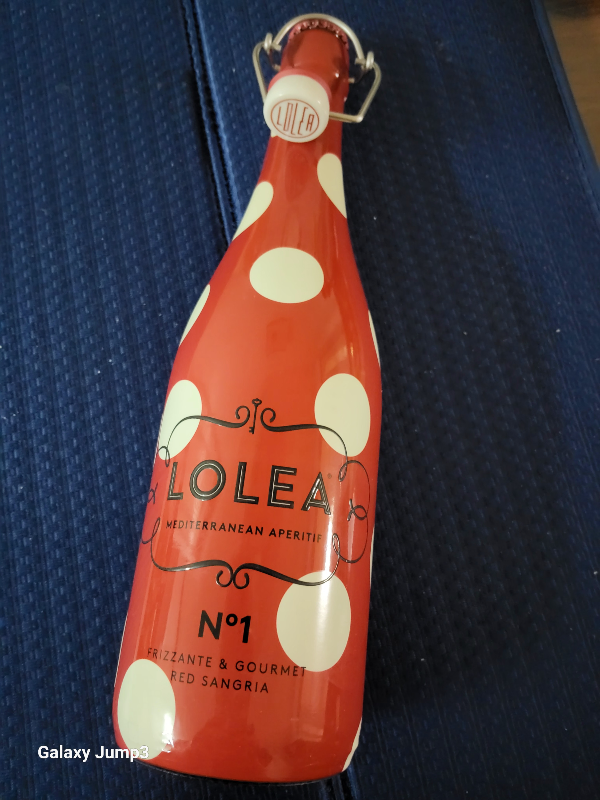 LOLEA
LOLEA
MEDITERRANEAN APERITIF
Nº1
FRIZZANTE & GOURMET
RED SANGRIA
Galaxy Jump3